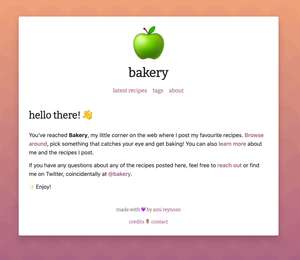 bakery
latest recipes tags about
hello there! 👋
You've reached Bakery, my little corner on the web where I post my favourite recipes. Browse
around, pick something that catches your eye and get baking! You can also learn more about
me and the recipes I post.
If you have any questions about any of the recipes posted here, feel free to reach out or find
me on Twitter, coincidentally at @bakery.
✨ Enjoy!
made with 💜 by
credits contact